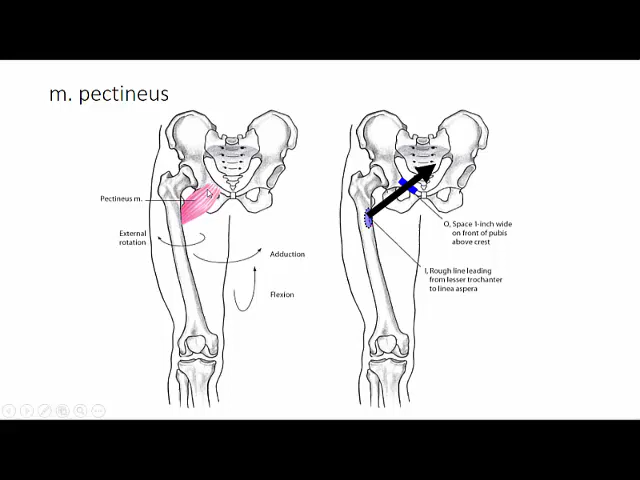 m. pectineus
Pectineus m.
External
rotation
Adduction
Flexion
O, Space 1-inch wide
on front of pubis
above crest
I, Rough line leading
from lesser trochanter
to linea aspera